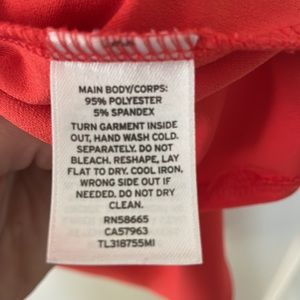 MAIN BODY/CORPS:
95% POLYESTER
5% SPANDEX
TURN GARMENT INSIDE
OUT, HAND WASH COLD.
SEPARATELY. DO NOT
BLEACH. RESHAPE, LAY
FLAT TO DRY. COOL IRON,
WRONG SIDE OUT IF
NEEDED. DO NOT DRY
CLEAN.
RN58665
CA57963
TL318755MI